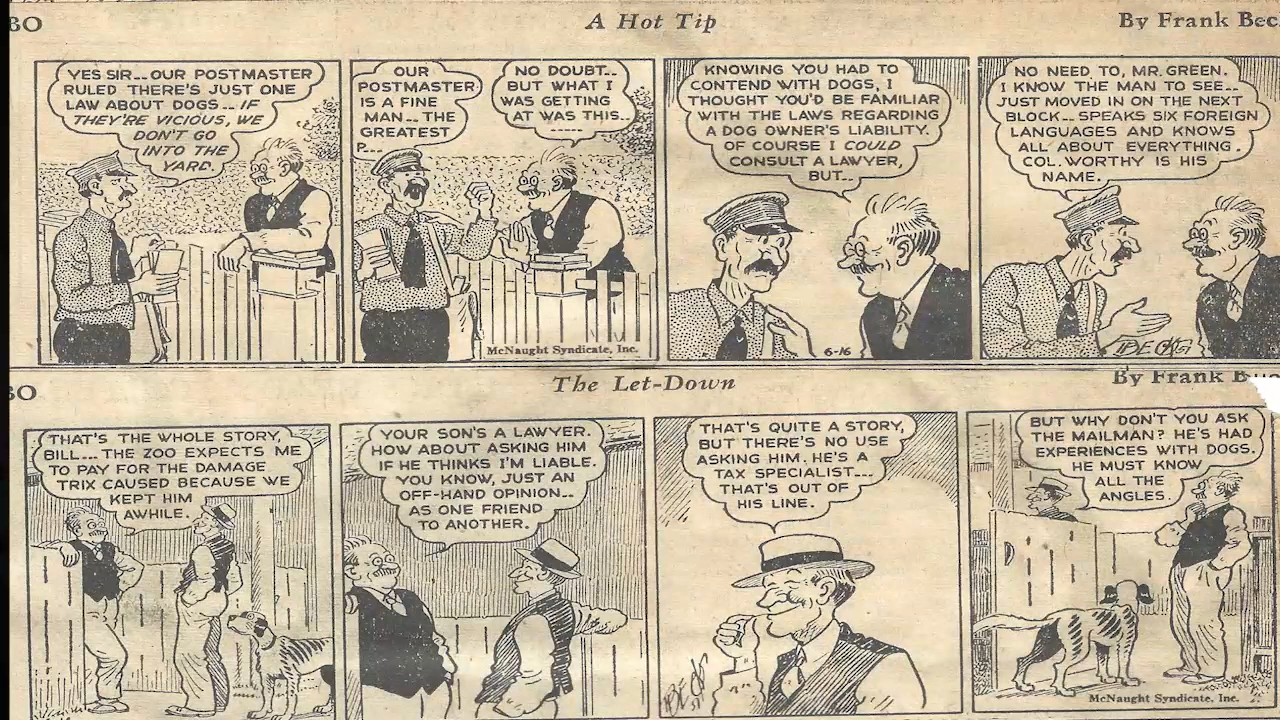 BO
A Hot Tip
By Frank Bec
YES SIR... OUR POSTMASTER
RULED THERE'S JUST ONE
LAW ABOUT DOGS... IF
THEY'RE VICIOUS, WE
DON'T GO
INTO THE
YARD.
OUR
POSTMASTER
IS A FINE
MAN... THE
GREATEST
P...
NO DOUBT..
BUT WHAT I
WAS GETTING
AT WAS THIS..
-----
McNaught Syndicate, Inc.
KNOWING YOU HAD TO
CONTEND WITH DOGS, I
THOUGHT YOU'D BE FAMILIAR
WITH THE LAWS REGARDING
A DOG OWNER'S LIABILITY.
OF COURSE I COULD
CONSULT A LAWYER,
BUT..
6-16
NO NEED TO, MR. GREEN.
I KNOW THE MAN TO SEE...
JUST MOVED IN ON THE NEXT
BLOCK... SPEAKS SIX FOREIGN
LANGUAGES AND KNOWS
ALL ABOUT EVERYTHING.
COL. WORTHY IS HIS
NAME.
BECK
BO
The Let-Down
By Frank B
THAT'S THE WHOLE STORY,
BILL... THE ZOO EXPECTS ME
TO PAY FOR THE DAMAGE
TRIX CAUSED BECAUSE WE
KEPT HIM
AWHILE.
YOUR SON'S A LAWYER.
HOW ABOUT ASKING HIM
IF HE THINKS I'M LIABLE.
YOU KNOW, JUST AN
OFF-HAND OPINION...
AS ONE FRIEND
TO ANOTHER.
THAT'S QUITE A STORY,
BUT THERE'S NO USE
ASKING HIM. HE'S A
TAX SPECIALIST....
THAT'S OUT OF
HIS LINE.
BECK
BUT WHY DON'T YOU ASK
THE MAILMAN? HE'S HAD
EXPERIENCES WITH DOGS.
HE MUST KNOW
ALL THE
ANGLES.
McNaught Syndicate, Inc.